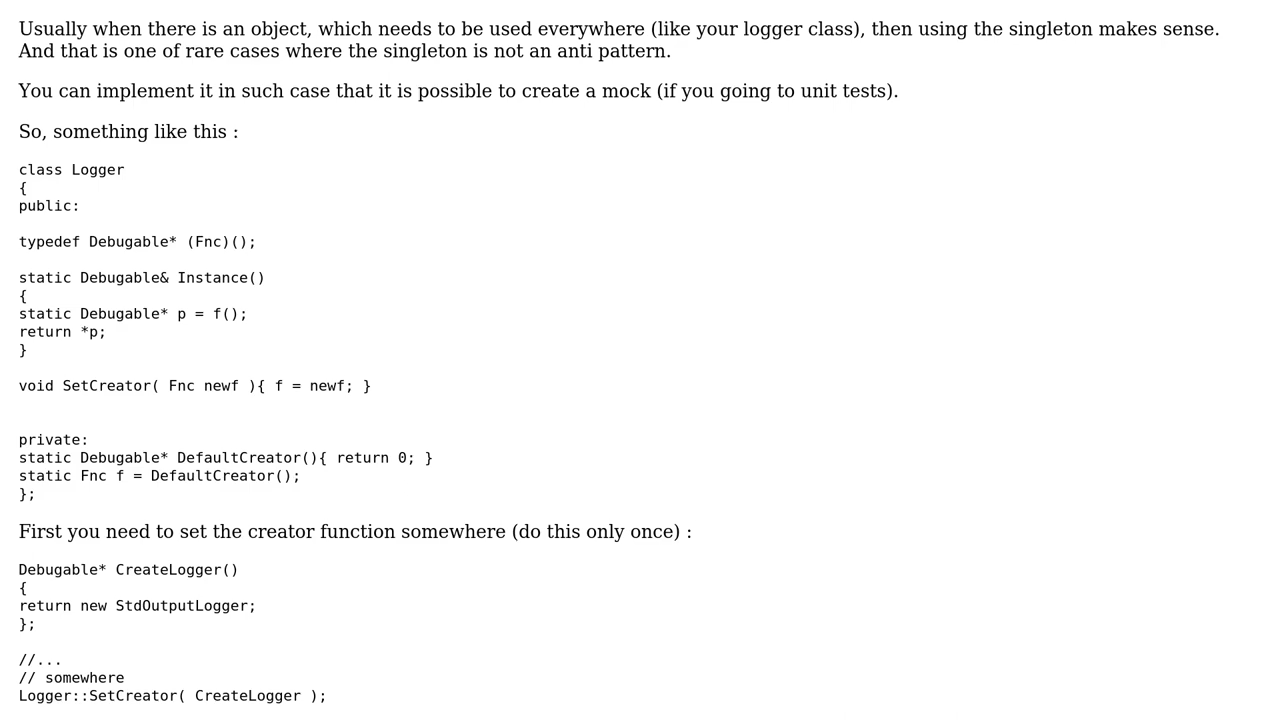 Usually when there is an object, which needs to be used everywhere (like your logger class), then using the singleton makes sense.
And that is one of rare cases where the singleton is not an anti pattern.
You can implement it in such case that it is possible to create a mock (if you going to unit tests).
So, something like this :
class Logger
{
public:
typedef Debugable* (Fnc)();
static Debugable& Instance()
{
static Debugable* p = f();
return *p;
}
void SetCreator( Fnc newf ){ f = newf; }
private:
static Debugable* DefaultCreator(){ return 0; }
static Fnc f = DefaultCreator();
};
First you need to set the creator function somewhere (do this only once) :
Debugable* CreateLogger()
{
return new StdOutputLogger;
};
//...
// somewhere
Logger::SetCreator( CreateLogger );